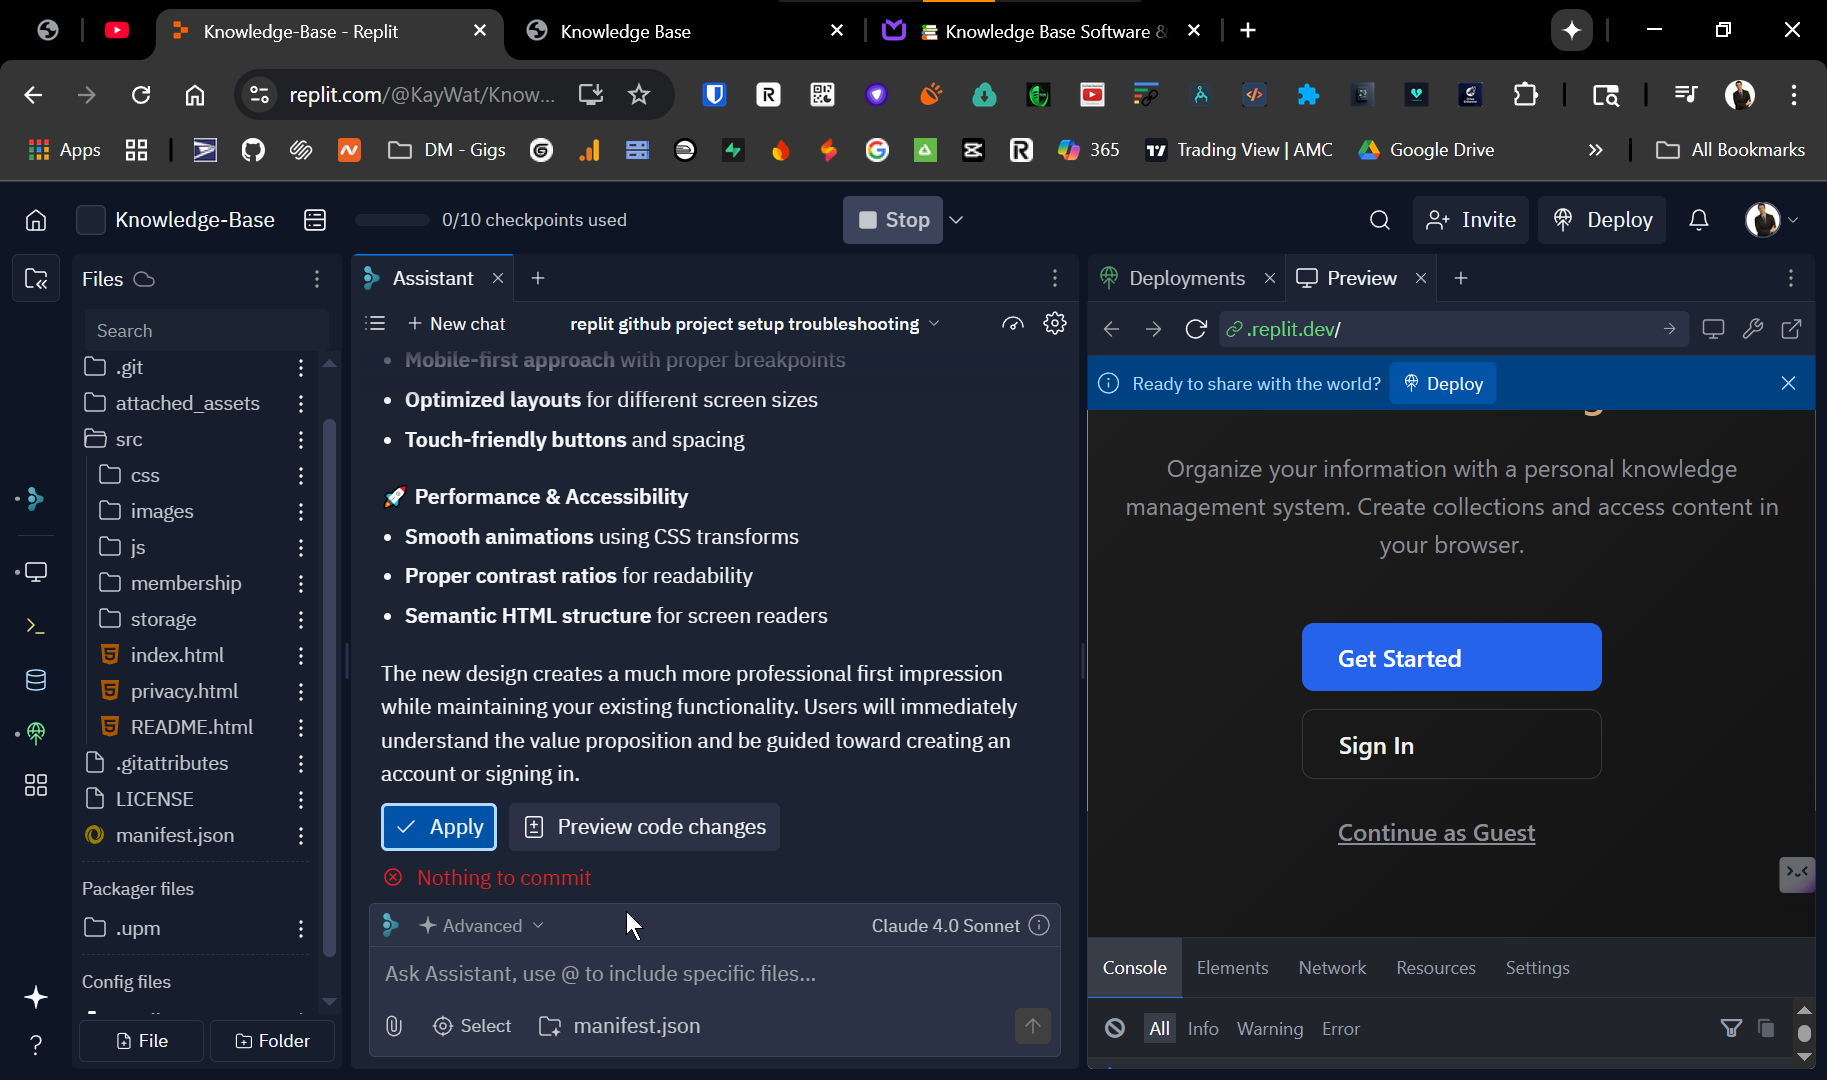 Knowledge-Base - Replit
Knowledge Base
Knowledge Base Software &
replit.com/@KayWat/Know...
Apps
DM - Gigs
365
Trading View | AMC
Google Drive
All Bookmarks
Knowledge-Base
0/10 checkpoints used
Stop
Invite
Deploy
Files
Search
.git
attached_assets
src
css
images
js
membership
storage
index.html
privacy.html
README.html
.gitattributes
LICENSE
manifest.json
Packager files
.upm
Config files
File
Folder
Assistant
New chat
replit github project setup troubleshooting
Mobile-first approach with proper breakpoints
Optimized layouts for different screen sizes
Touch-friendly buttons and spacing
🚀 Performance & Accessibility
Smooth animations using CSS transforms
Proper contrast ratios for readability
Semantic HTML structure for screen readers
The new design creates a much more professional first impression
while maintaining your existing functionality. Users will immediately
understand the value proposition and be guided toward creating an
account or signing in.
Apply
Preview code changes
Nothing to commit
Advanced
Claude 4.0 Sonnet
Ask Assistant, use @ to include specific files...
Select
manifest.json
Deployments
Preview
.replit.dev/
Ready to share with the world?
Deploy
Organize your information with a personal knowledge
management system. Create collections and access content in
your browser.
Get Started
Sign In
Continue as Guest
Console
Elements
Network
Resources
Settings
All
Info
Warning
Error